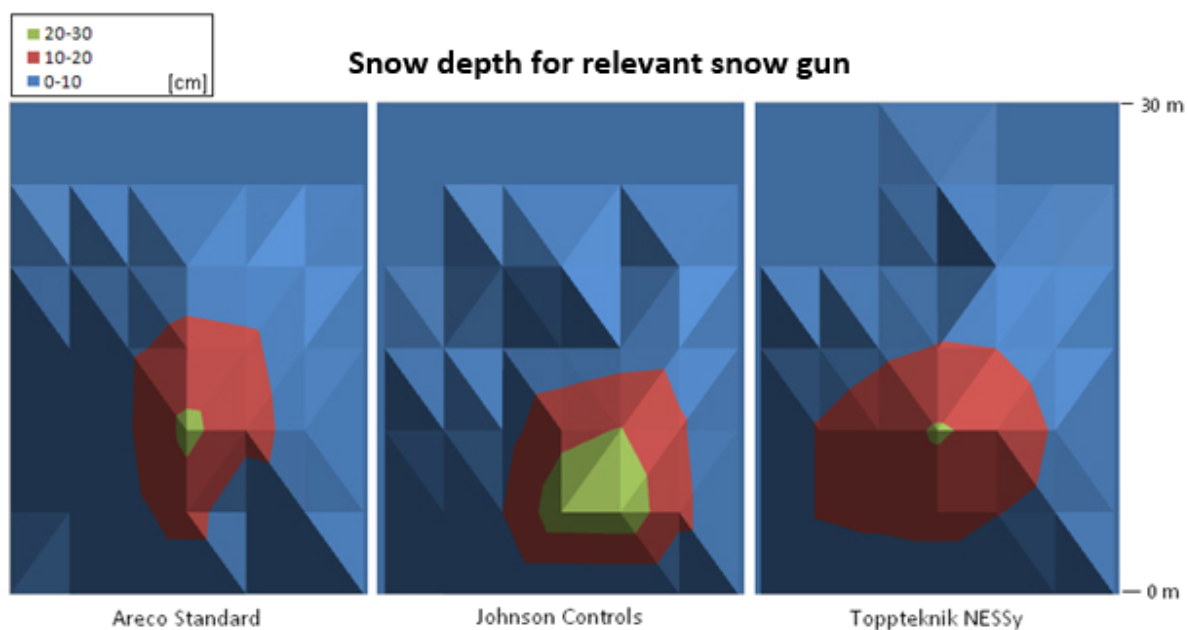 20-30
10-20
0-10 [cm]
Snow depth for relevant snow gun
30 m
0 m
Areco Standard
Johnson Controls
Toppteknik NESSy